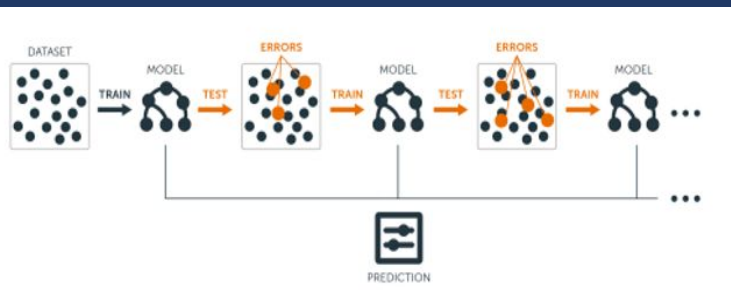 DATASET
MODEL
ERRORS
MODEL
ERRORS
MODEL
TRAIN
TEST
TRAIN
TEST
TRAIN
PREDICTION